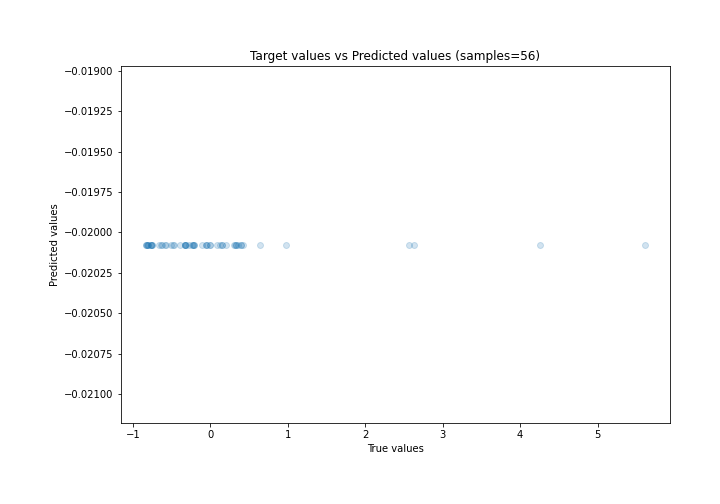 Target values vs Predicted values (samples=56)
−0.01900
−0.01925
−0.01950
−0.01975
−0.02000
−0.02025
−0.02050
−0.02075
−0.02100
Predicted values
−1 0 1 2 3 4 5
True values